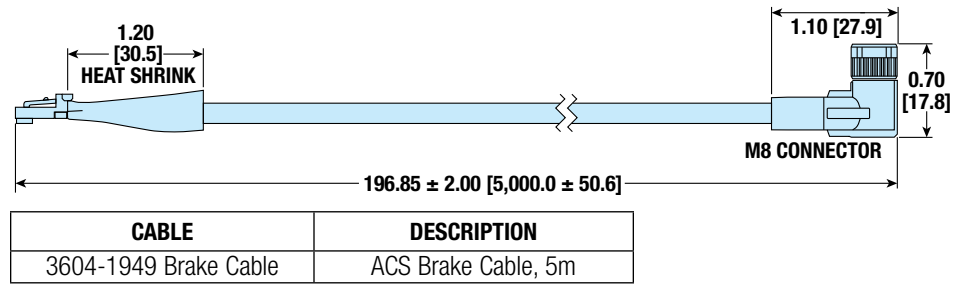 1.20
[30.5]
HEAT SHRINK
1.10 [27.9]
0.70
[17.8]
M8 CONNECTOR
196.85 ± 2.00 [5,000.0 ± 50.6]
CABLE DESCRIPTION
3604-1949 Brake Cable ACS Brake Cable, 5m